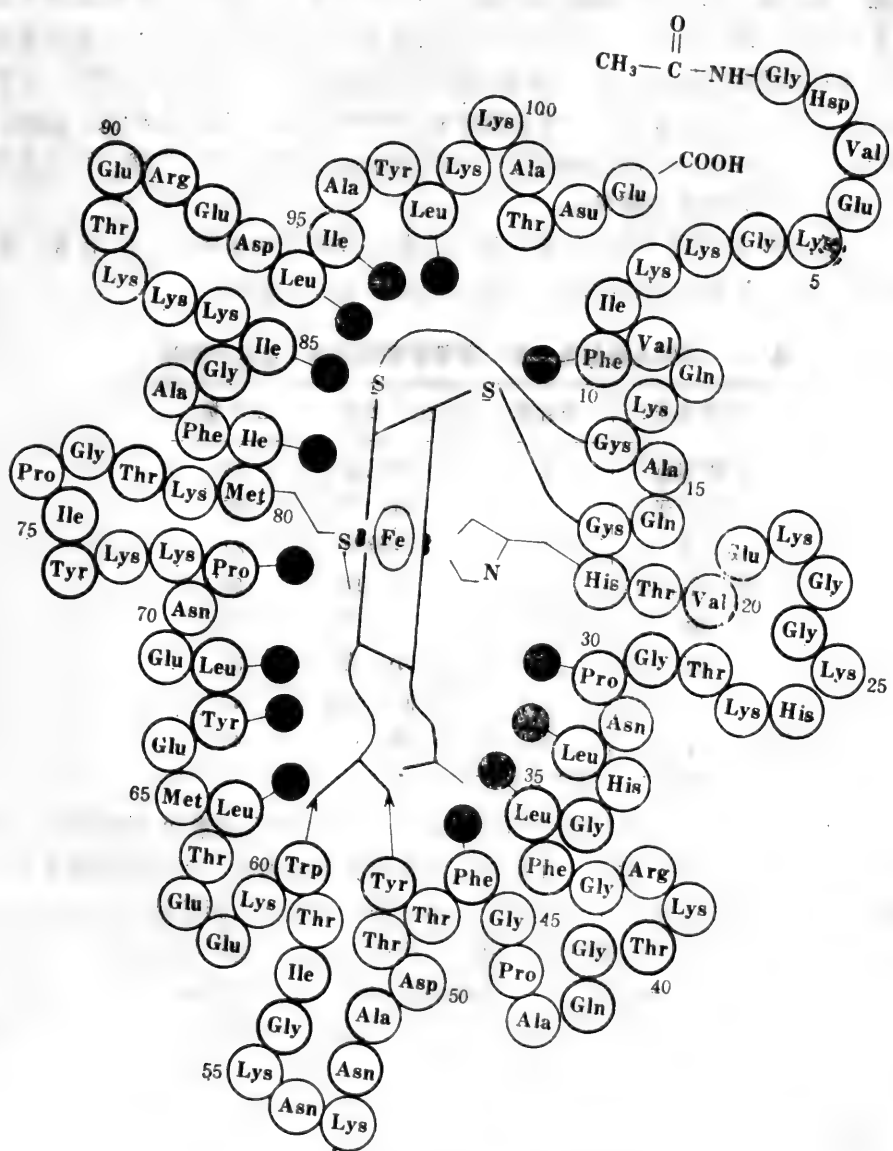 O
CH₃—C—NH—Gly
Hsp
Val
Glu
Lys
5
Gly
Lys
Lys
Ile
Phe
10
Val
Gln
Lys
Gys
Ala
15
Gln
Gys
His
Thr
Val
20
Glu
Lys
Gly
Gly
Lys
25
His
Lys
Thr
Gly
Pro
30
Asn
Leu
His
Gly
Leu
35
Phe
Gly
Arg
Lys
Thr
40
Gly
Gln
Ala
Pro
Gly
45
Phe
Thr
Tyr
Thr
Asp
50
Ala
Asn
Lys
Asn
Lys
55
Gly
Ile
Thr
Trp
60
Lys
Glu
Glu
Thr
Leu
Met
65
Glu
Tyr
Leu
Glu
Asn
70
Pro
Lys
Lys
Tyr
Ile
75
Pro
Gly
Thr
Lys
Met
80
Ile
Phe
Ala
Gly
Ile
85
Lys
Lys
Lys
Thr
Glu
90
Arg
Glu
Asp
Leu
Ile
95
Ala
Tyr
Leu
Lys
Lys
100
Ala
Thr
Asu
Glu
COOH
S
S
S
Fe
N